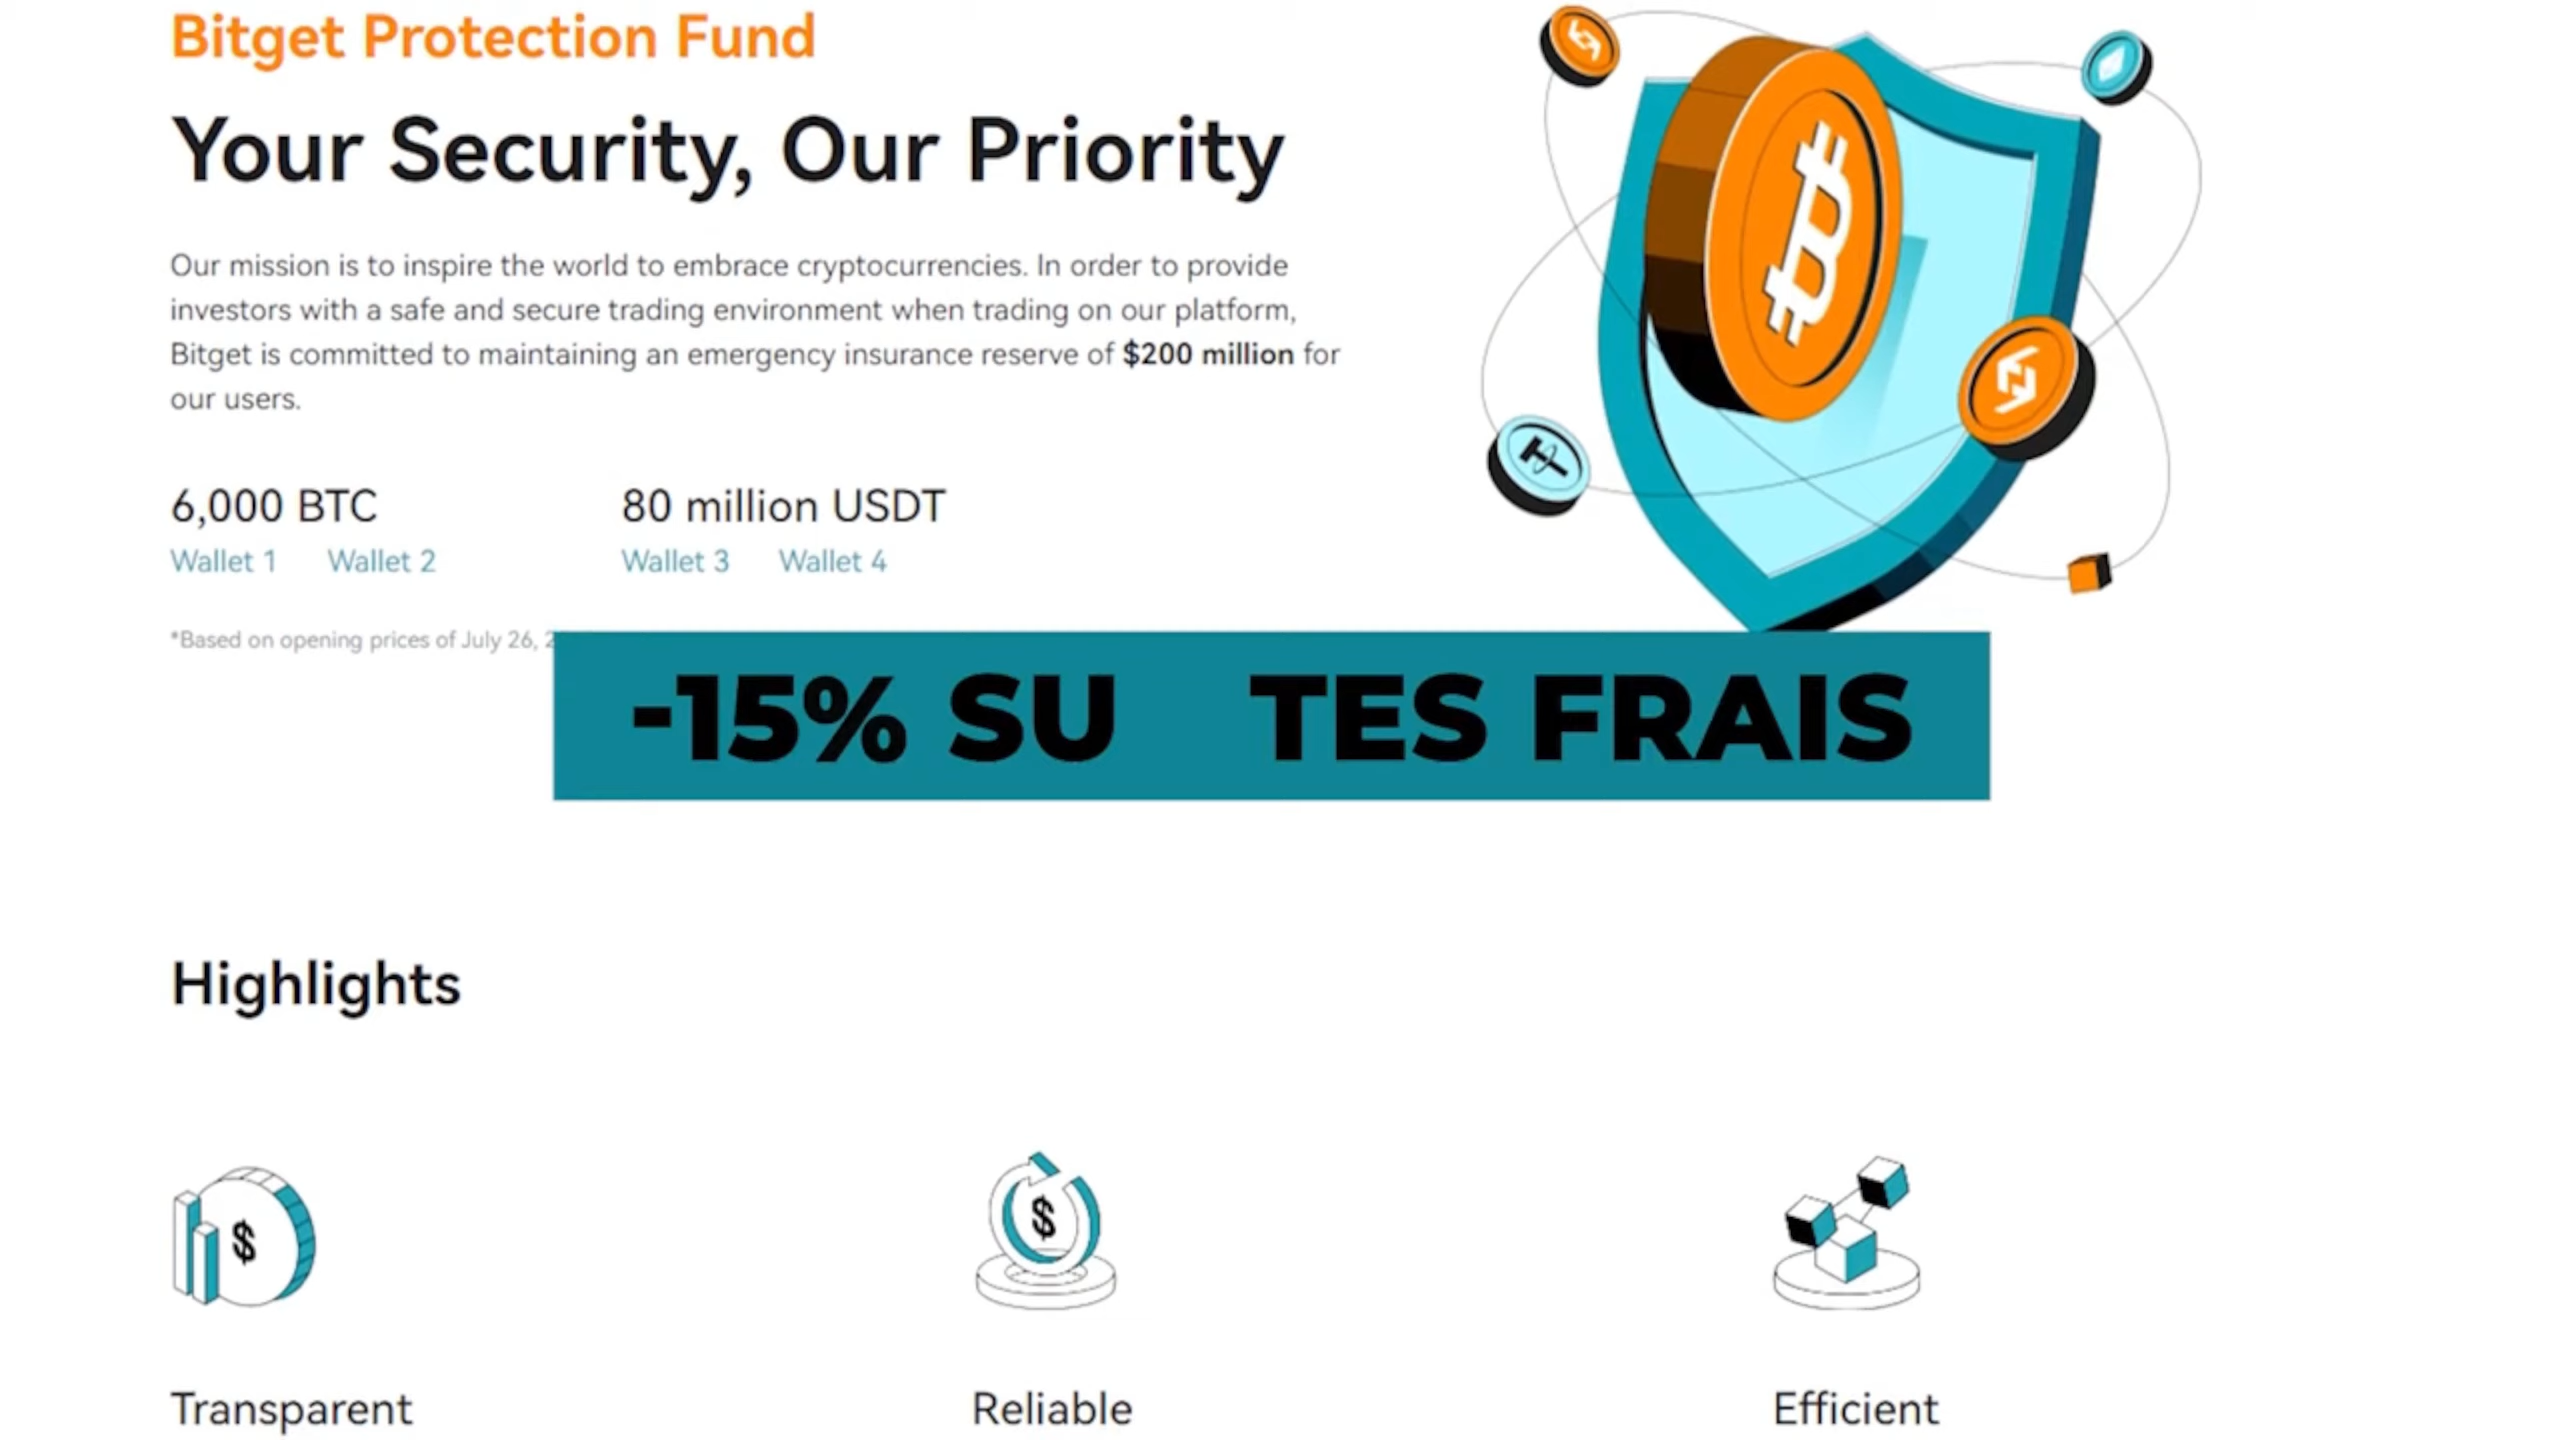 Bitget Protection Fund
Your Security, Our Priority
Our mission is to inspire the world to embrace cryptocurrencies. In order to provide
investors with a safe and secure trading environment when trading on our platform,
Bitget is committed to maintaining an emergency insurance reserve of $200 million for
our users.
6,000 BTC 80 million USDT
Wallet 1 Wallet 2 Wallet 3 Wallet 4
*Based on opening prices of July 26,
-15% SU TES FRAIS
Highlights
$ $
Transparent Reliable Efficient